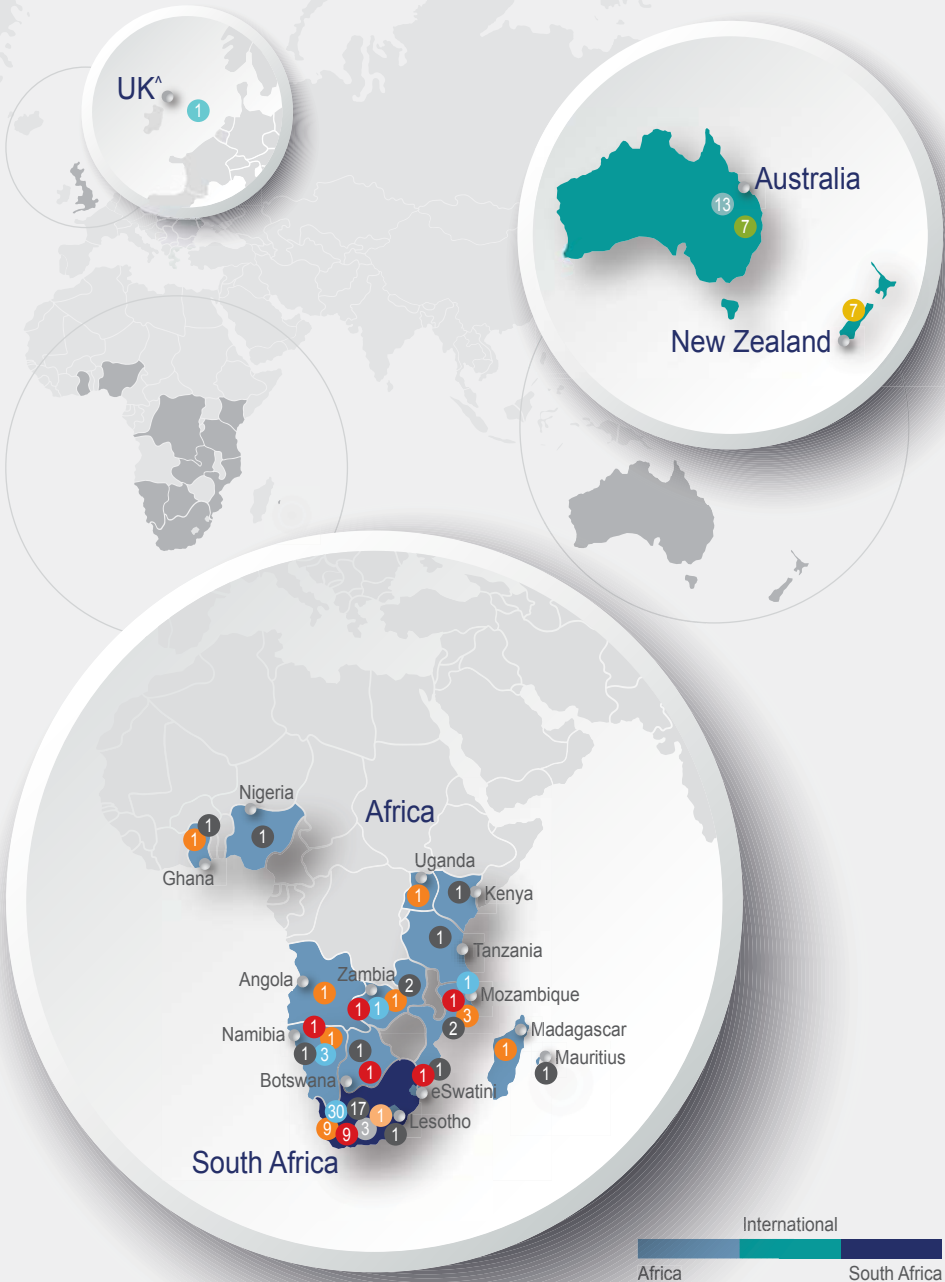 UK^
1
Australia
13
7
7
New Zealand
Nigeria
Africa
1
1
1
Ghana
Uganda
1
1
Kenya
1
Tanzania
Angola
Zambia
2
1
1
Mozambique
1
1
1
1
3
Namibia
1
1
2
Madagascar
1
3
1
1
Mauritius
Botswana
1
1
1
1
eSwatini
30
17
1
Lesotho
9
9
3
1
South Africa
International
Africa
South Africa